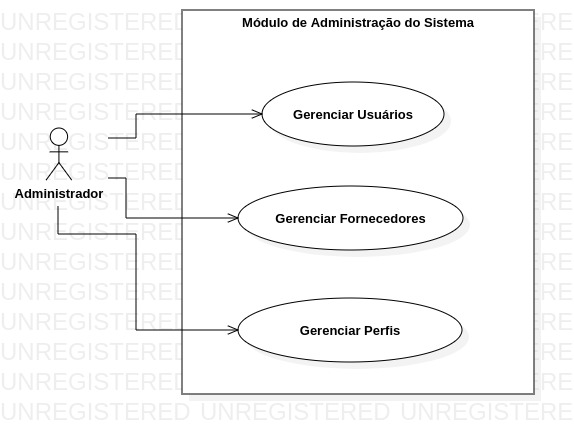 Módulo de Administração do Sistema
Gerenciar Usuários
Administrador
Gerenciar Fornecedores
Gerenciar Perfis
UNREGISTERED UNREGISTERED UNREGISTERED